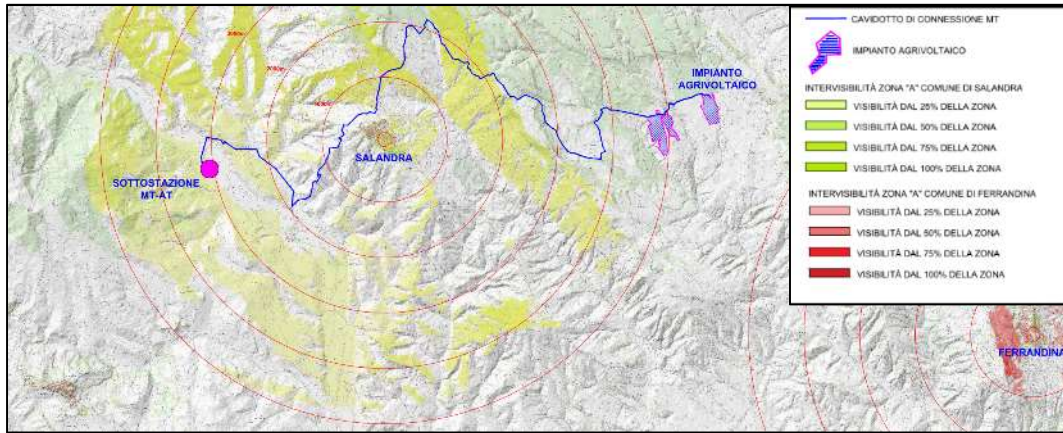 SALANDRA
IMPIANTO
AGRIVOLTAICO
SOTTOSTAZIONE
MT-AT
FERRANDINA
CAVIDOTTO DI CONNESSIONE MT
IMPIANTO AGRIVOLTAICO
INTERVISIBILITÀ ZONA "A" COMUNE DI SALANDRA
VISIBILITÀ DAL 25% DELLA ZONA
VISIBILITÀ DAL 50% DELLA ZONA
VISIBILITÀ DAL 75% DELLA ZONA
VISIBILITÀ DAL 100% DELLA ZONA
INTERVISIBILITÀ ZONA "A" COMUNE DI FERRANDINA
VISIBILITÀ DAL 25% DELLA ZONA
VISIBILITÀ DAL 50% DELLA ZONA
VISIBILITÀ DAL 75% DELLA ZONA
VISIBILITÀ DAL 100% DELLA ZONA